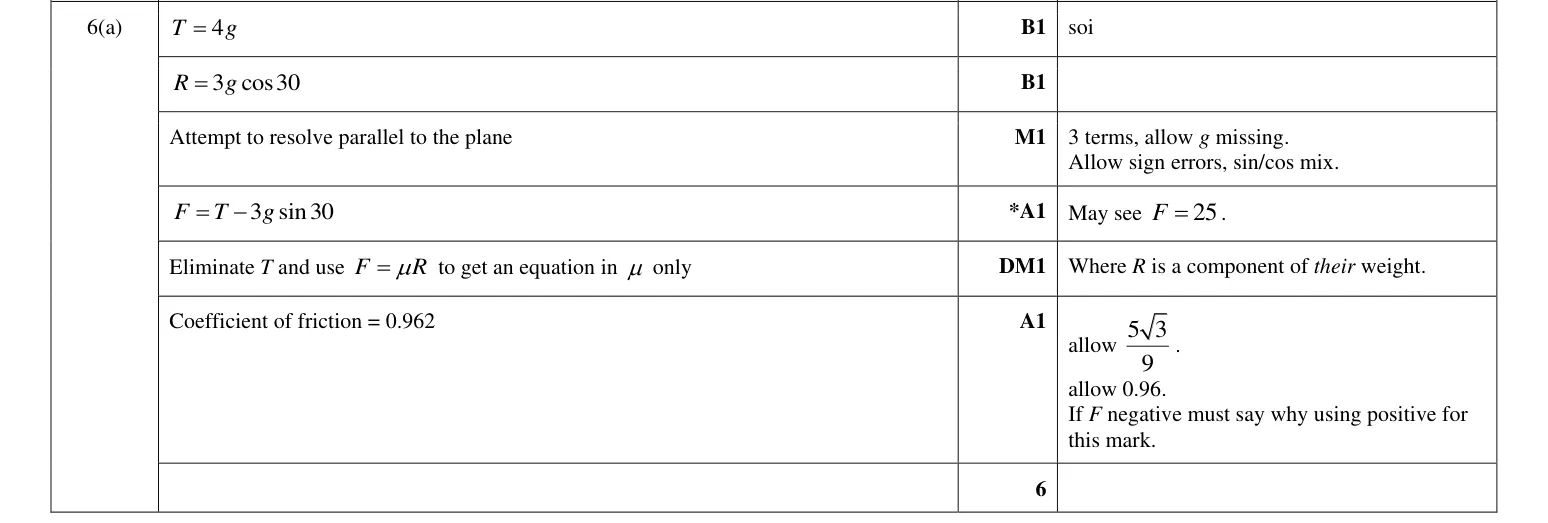 6(a) T = 4g B1 soi
R = 3g cos 30 B1
Attempt to resolve parallel to the plane M1 3 terms, allow g missing.
Allow sign errors, sin/cos mix.
F = T − 3g sin 30 *A1 May see F = 25 .
Eliminate T and use F = μR to get an equation in μ only DM1 Where R is a component of their weight.
Coefficient of friction = 0.962 A1
allow 5√3/9 .
allow 0.96.
If F negative must say why using positive for
this mark.
6